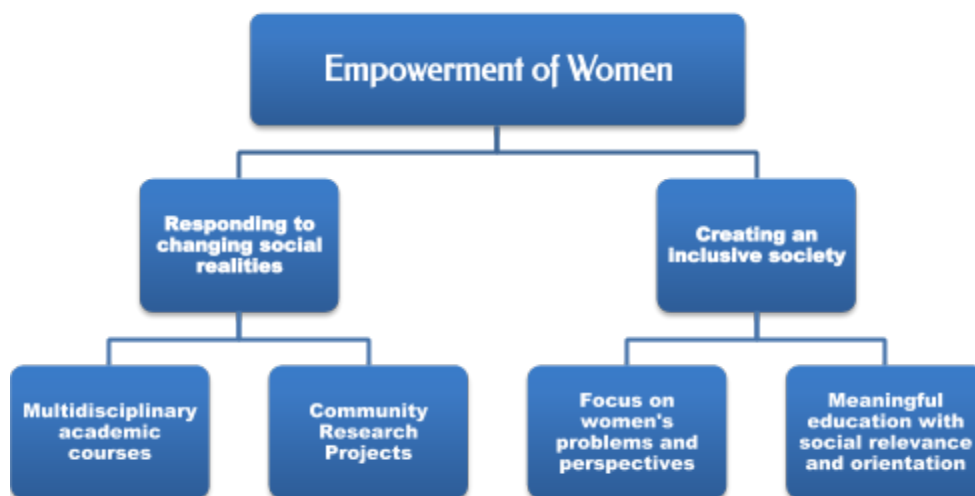 Empowerment of Women
Responding to
changing social
realities
Creating an
inclusive society
Multidisciplinary
academic
courses
Community
Research
Projects
Focus on
women's
problems and
perspectives
Meaningful
education with
social relevance
and orientation